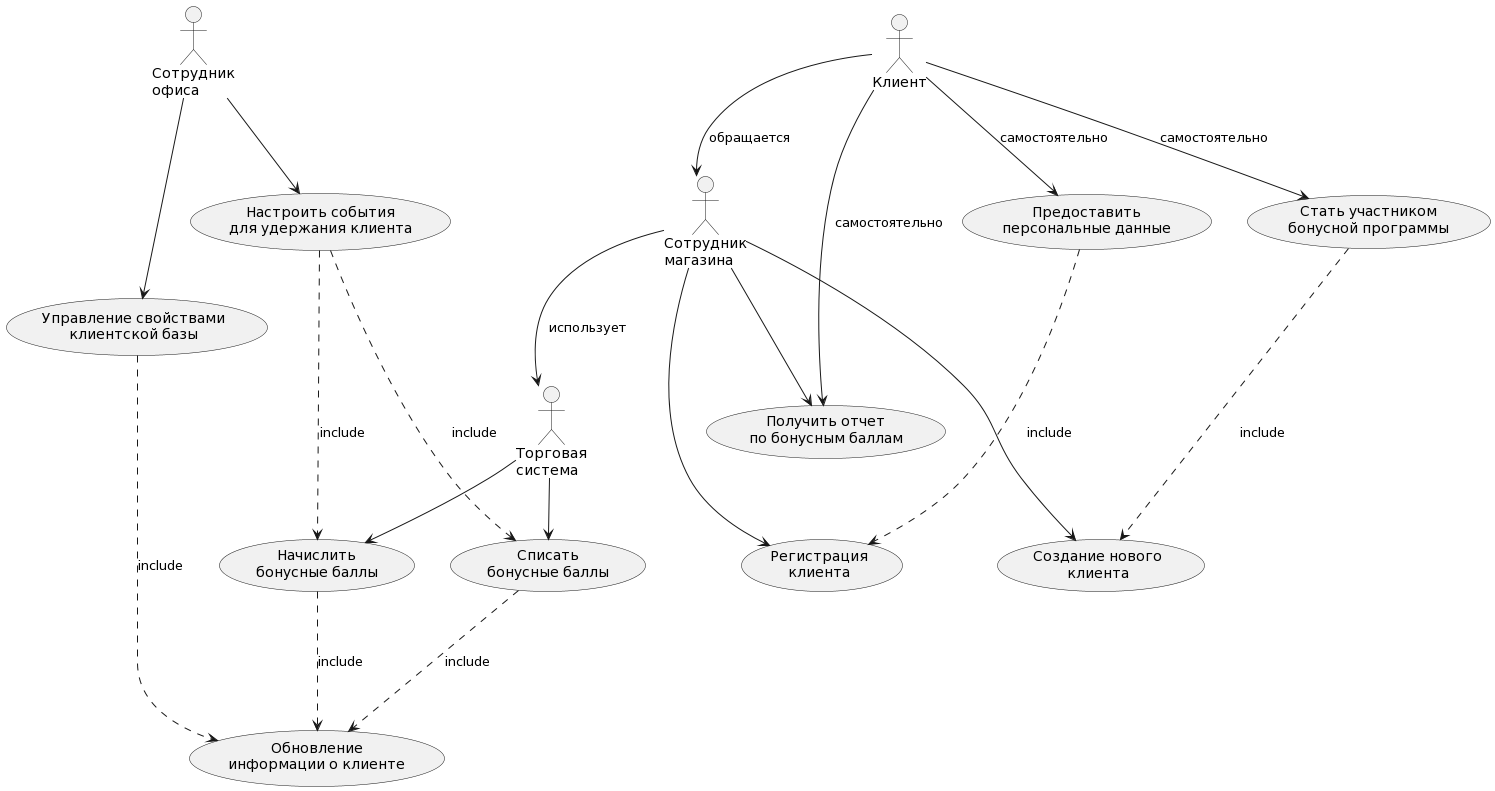 Сотрудник
офиса
Клиент
обращается
самостоятельно
самостоятельно
Настроить события
для удержания клиента
Сотрудник
магазина
самостоятельно
Предоставить
персональные данные
Стать участником
бонусной программы
Управление свойствами
клиентской базы
использует
include
include
Торговая
система
Получить отчет
по бонусным баллам
include
include
include
Начислить
бонусные баллы
Списать
бонусные баллы
Регистрация
клиента
Создание нового
клиента
include
include
Обновление
информации о клиенте